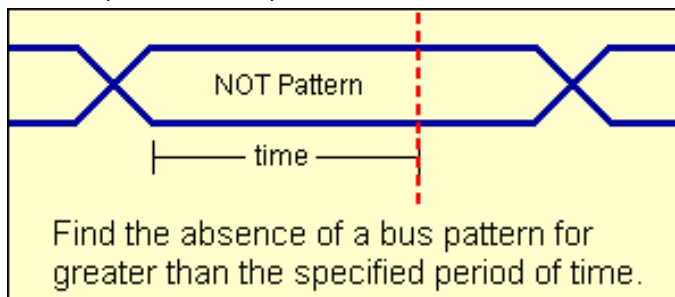 NOT Pattern
time
Find the absence of a bus pattern for
greater than the specified period of time.